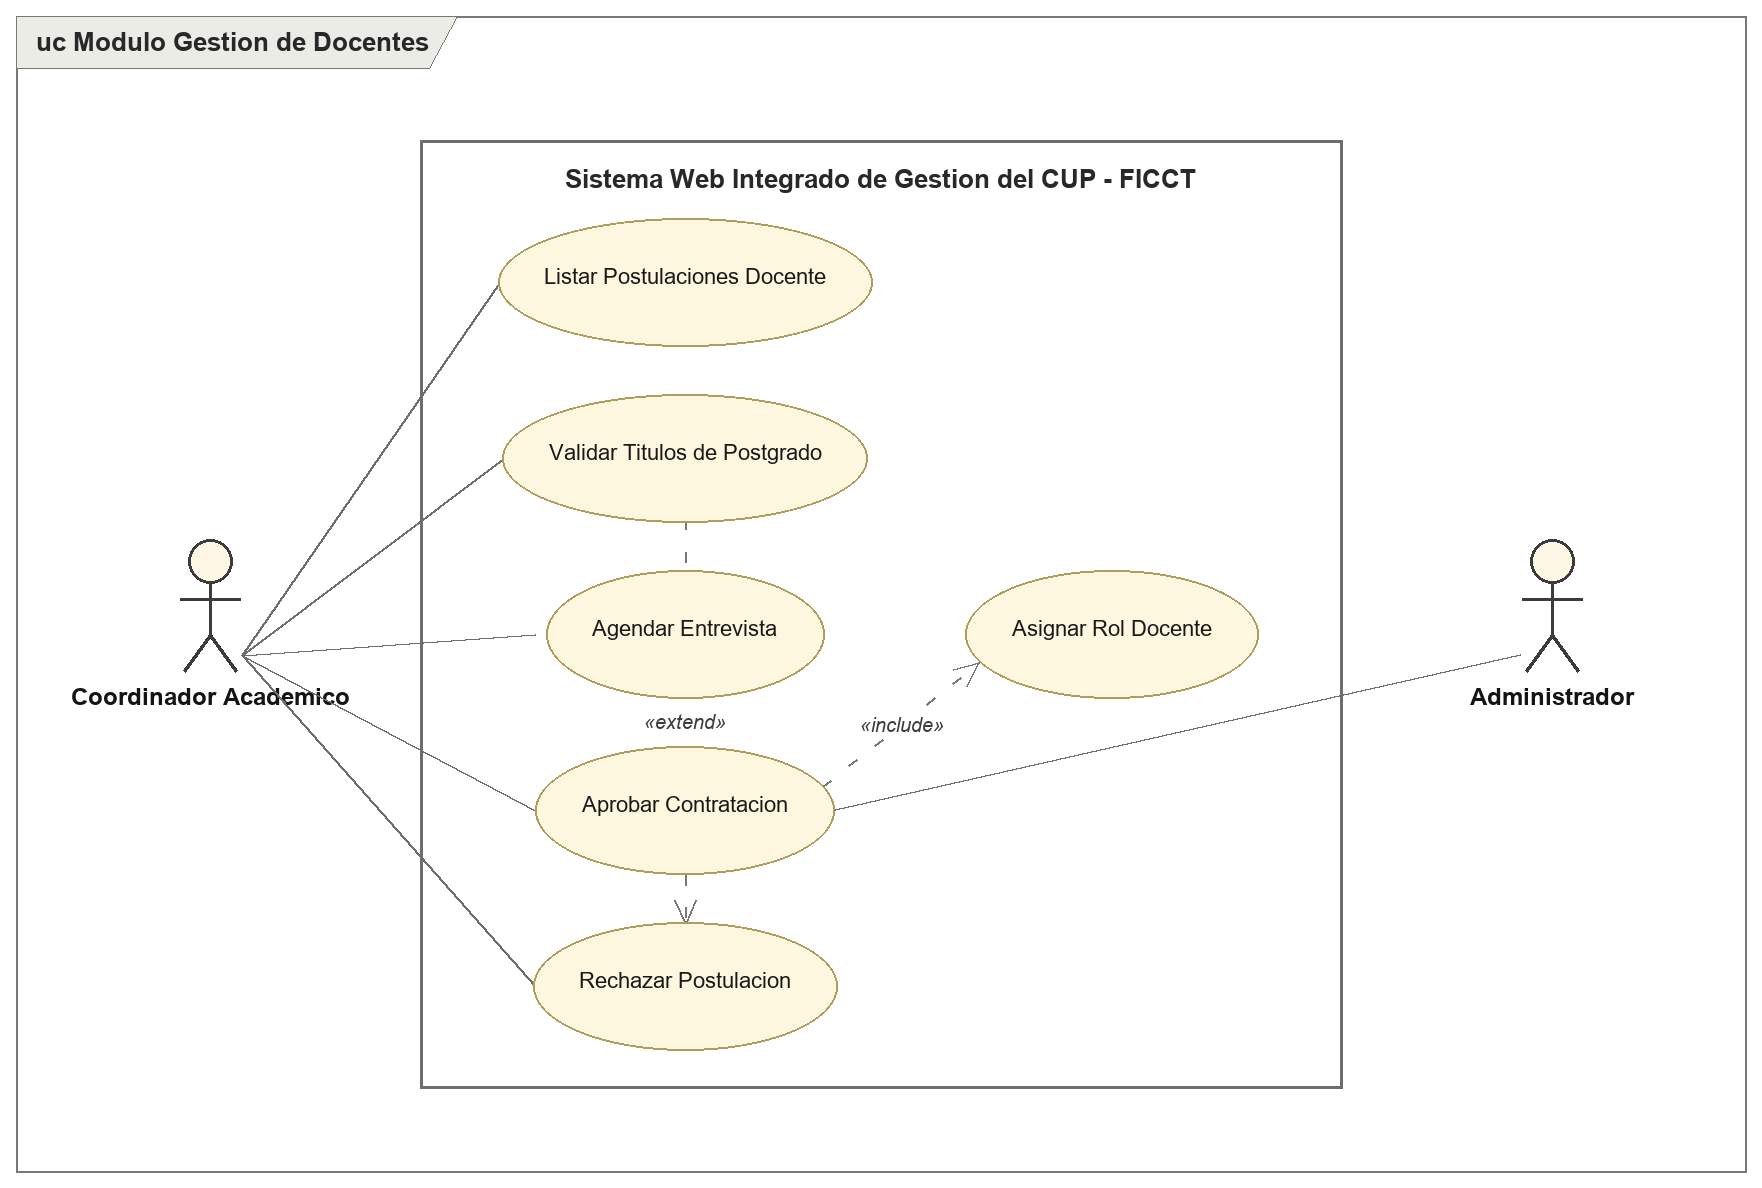 uc Modulo Gestion de Docentes
Sistema Web Integrado de Gestion del CUP - FICCT
Listar Postulaciones Docente
Validar Titulos de Postgrado
Agendar Entrevista
Asignar Rol Docente
Coordinador Academico
Administrador
«extend»
«include»
Aprobar Contratacion
Rechazar Postulacion